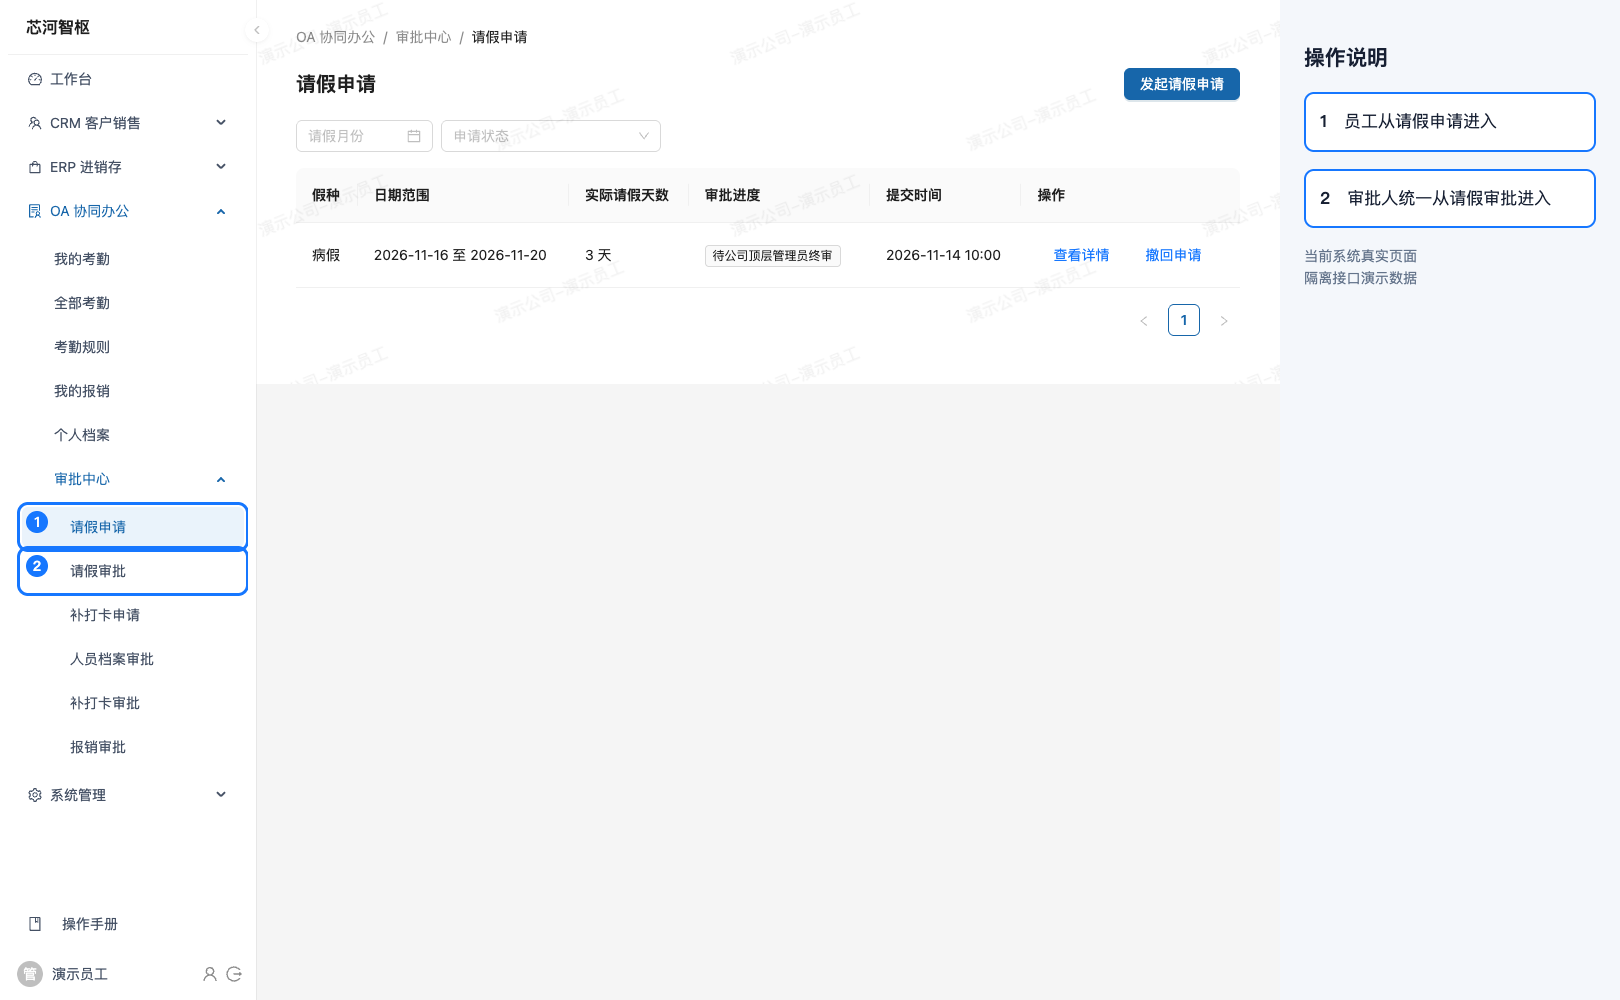 芯河智枢
工作台
CRM 客户销售
ERP 进销存
OA 协同办公
我的考勤
全部考勤
考勤规则
我的报销
个人档案
审批中心
1 请假申请
2 请假审批
补打卡申请
人员档案审批
补打卡审批
报销审批
系统管理
操作手册
管 演示员工
OA 协同办公 / 审批中心 / 请假申请
请假申请
发起请假申请
请假月份 申请状态
假种 日期范围 实际请假天数 审批进度 提交时间 操作
病假 2026-11-16 至 2026-11-20 3 天 待公司顶层管理员终审 2026-11-14 10:00 查看详情 撤回申请
1
演示公司-演示员工
操作说明
1 员工从请假申请进入
2 审批人统一从请假审批进入
当前系统真实页面
隔离接口演示数据